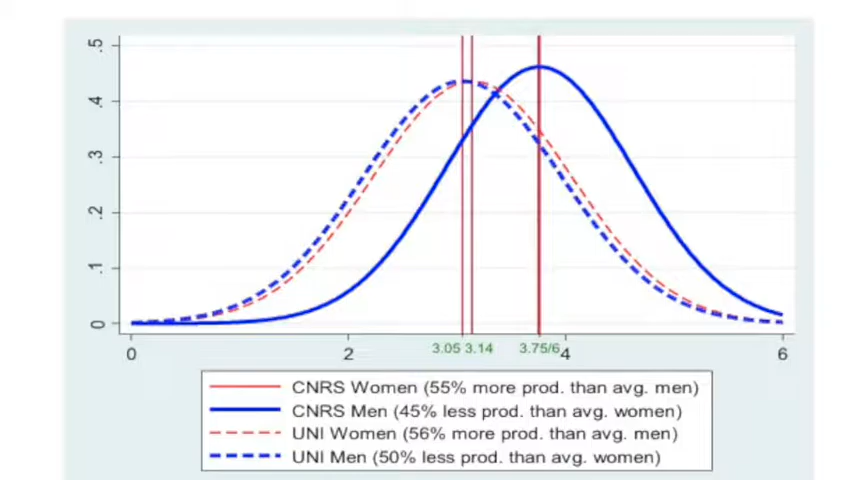 .5
.4
.3
.2
.1
0
0 2 4 6
3.05 3.14 3.75/6
CNRS Women (55% more prod. than avg. men)
CNRS Men (45% less prod. than avg. women)
UNI Women (56% more prod. than avg. men)
UNI Men (50% less prod. than avg. women)